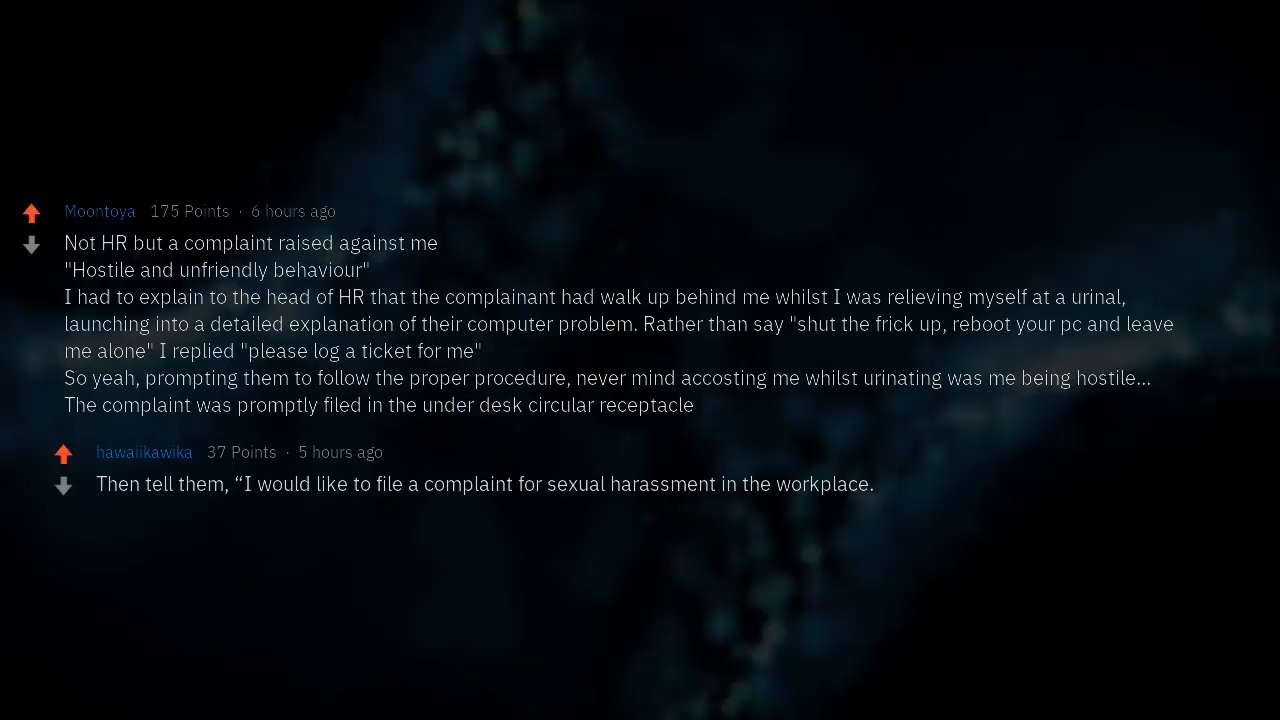 Moontoya 175 Points · 6 hours ago
Not HR but a complaint raised against me
"Hostile and unfriendly behaviour"
I had to explain to the head of HR that the complainant had walk up behind me whilst I was relieving myself at a urinal,
launching into a detailed explanation of their computer problem. Rather than say "shut the frick up, reboot your pc and leave
me alone" I replied "please log a ticket for me"
So yeah, prompting them to follow the proper procedure, never mind accosting me whilst urinating was me being hostile...
The complaint was promptly filed in the under desk circular receptacle
hawaiikawika 37 Points · 5 hours ago
Then tell them, “I would like to file a complaint for sexual harassment in the workplace.